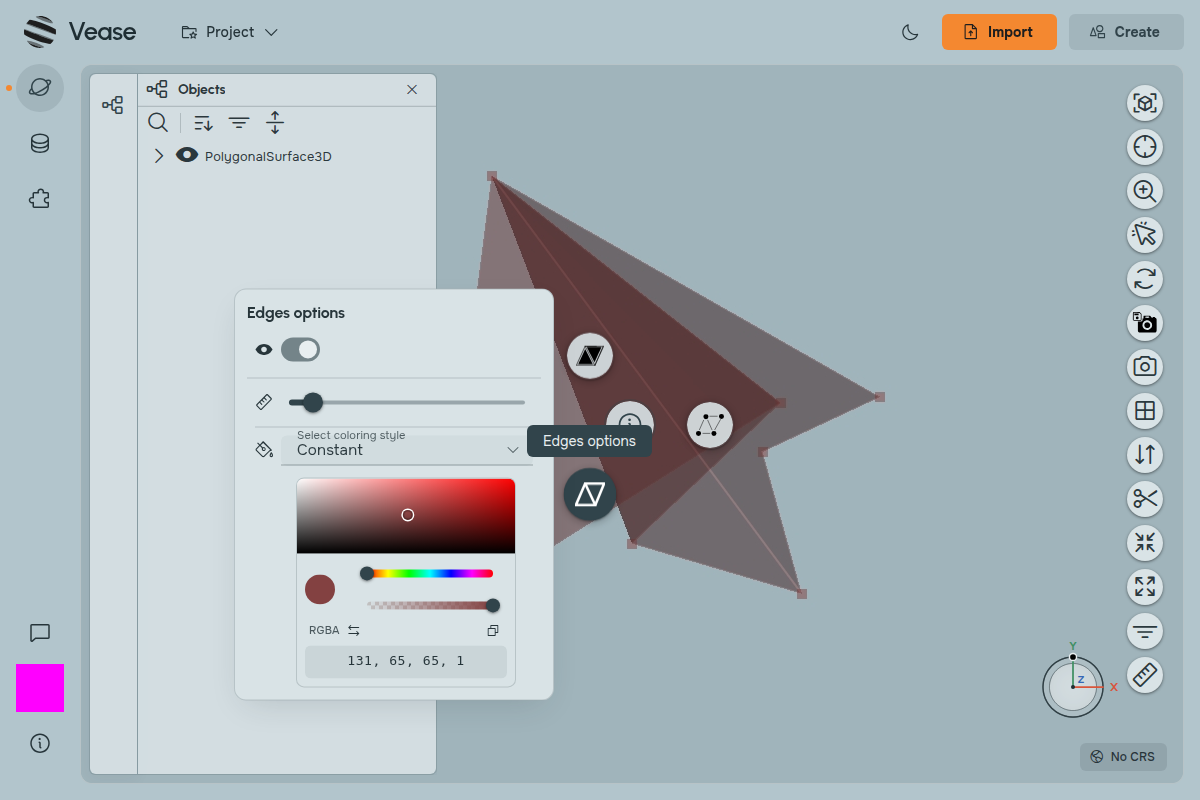 Vease
Project
Import
Create
Objects
PolygonalSurface3D
Edges options
Select coloring style
Constant
Edges options
RGBA
131, 65, 65, 1
Y
Z
X
No CRS